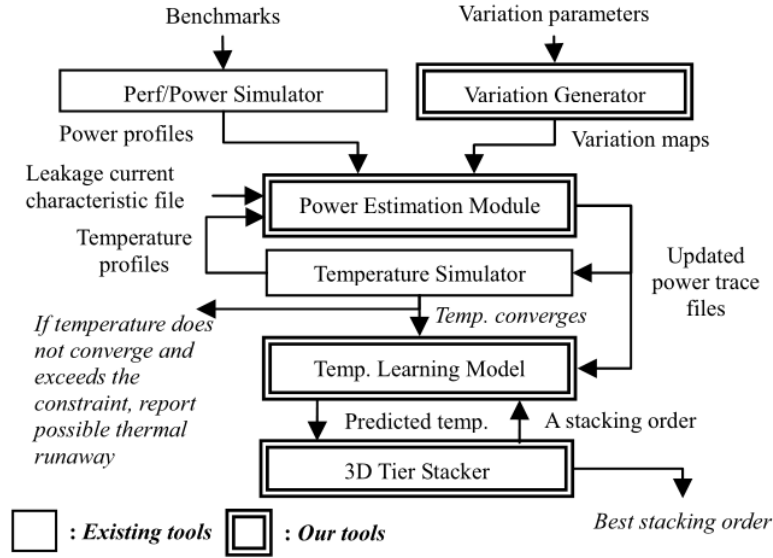 Benchmarks
Variation parameters
Perf/Power Simulator
Variation Generator
Power profiles
Variation maps
Leakage current
characteristic file
Power Estimation Module
Temperature
profiles
Temperature Simulator
Updated
power trace
files
If temperature does
not converge and
exceeds the
constraint, report
possible thermal
runaway
Temp. converges
Temp. Learning Model
Predicted temp.
A stacking order
3D Tier Stacker
Best stacking order
: Existing tools
: Our tools